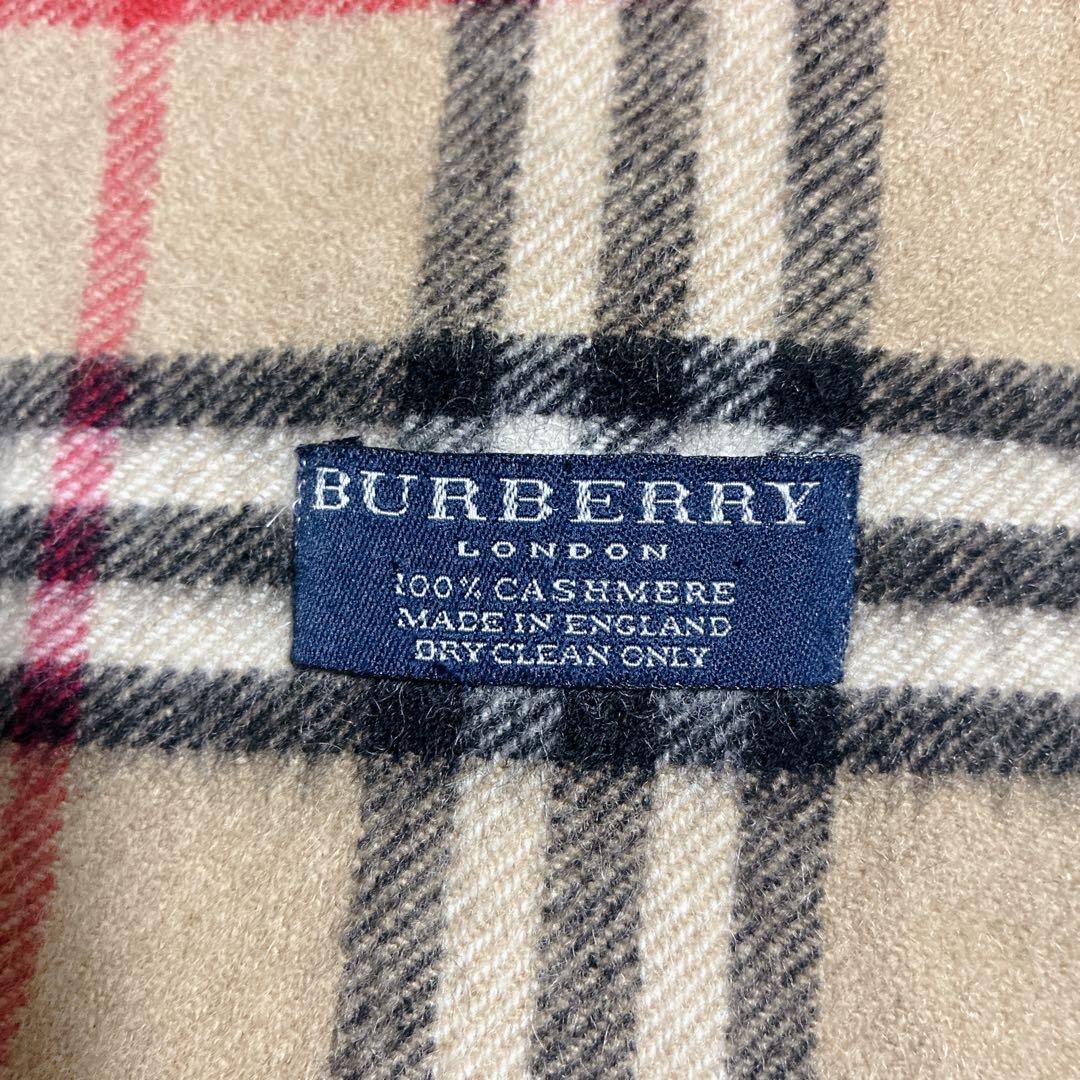 BURBERRY
LONDON
100% CASHMERE
MADE IN ENGLAND
DRY CLEAN ONLY